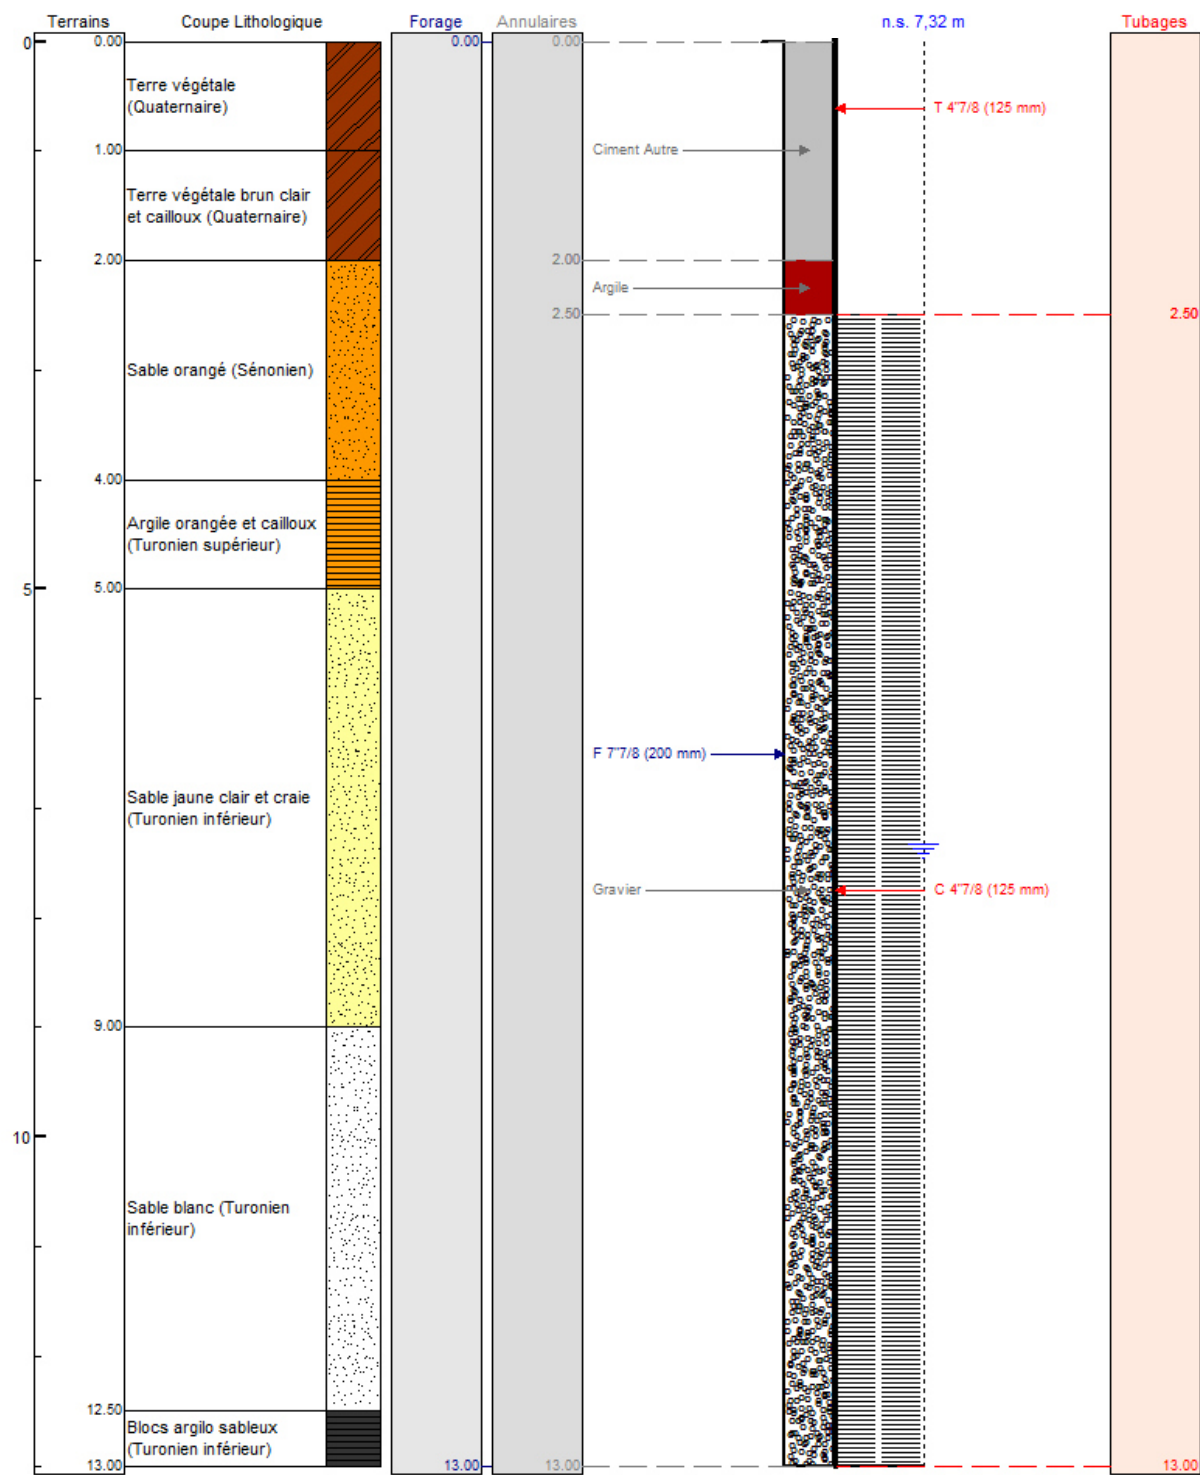 Terrains Coupe Lithologique Forage Annulaires n.s. 7,32 m Tubages
0 0.00 0.00 0.00
Terre végétale
(Quaternaire)
T 4"7/8 (125 mm)
1.00
Ciment Autre
Terre végétale brun clair
et cailloux (Quaternaire)
2.00 2.00
Argile
2.50 2.50
Sable orangé (Sénonien)
4.00
Argile orangée et cailloux
(Turonien supérieur)
5 5.00
F 7"7/8 (200 mm)
Sable jaune clair et craie
(Turonien inférieur)
Gravier C 4"7/8 (125 mm)
9.00
10
Sable blanc (Turonien
inférieur)
12.50
Blocs argilo sableux
(Turonien inférieur)
13.00 13.00 13.00 13.00